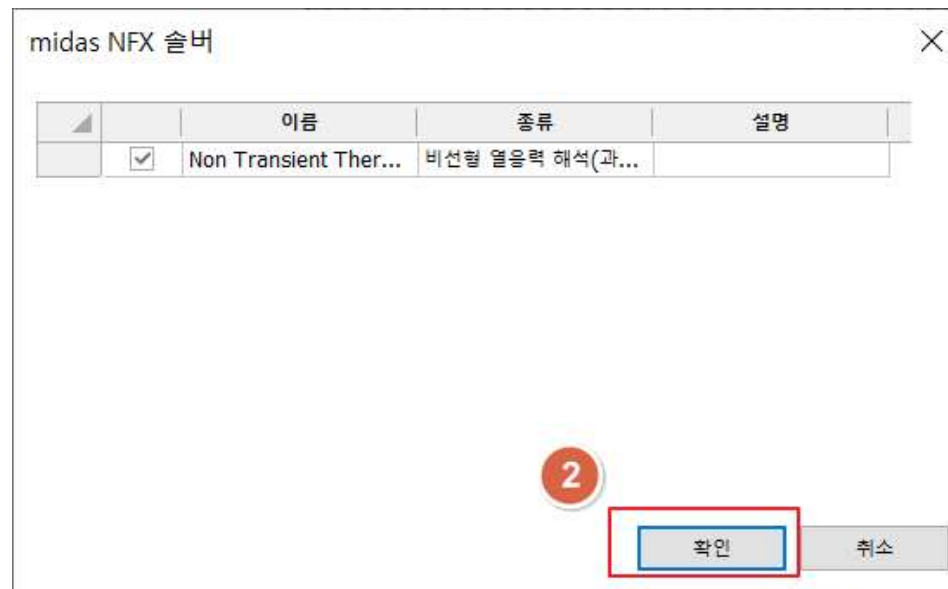 midas NFX 솔버
이름 종류 설명
Non Transient Ther... 비선형 열응력 해석(과...
2
확인 취소